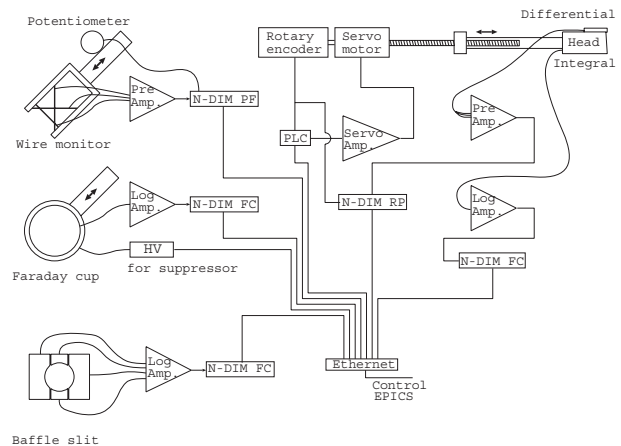 Potentiometer
Pre
Amp.
N-DIM PF
Wire monitor
Rotary
encoder
Servo
motor
Differential
Head
Integral
PLC
Servo
Amp.
Pre
Amp.
N-DIM RP
Log
Amp.
N-DIM FC
Log
Amp.
N-DIM FC
HV
for suppressor
Faraday cup
Log
Amp.
N-DIM FC
Ethernet
Control
EPICS
Baffle slit